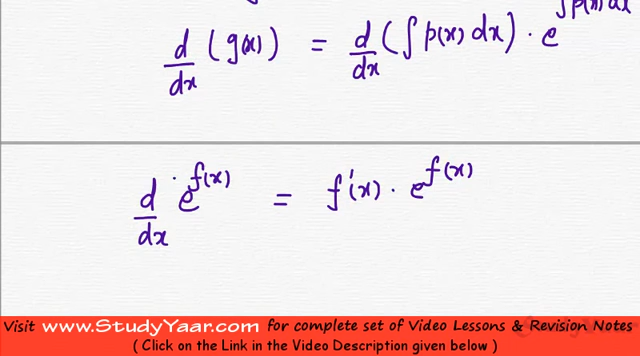 d/dx (g(x)) = d/dx (∫ p(x) dx) · e^∫p(x) dx
d/dx e^f(x) = f'(x) · e^f(x)
Visit www.StudyYaar.com for complete set of Video Lessons & Revision Notes
( Click on the Link in the Video Description given below )